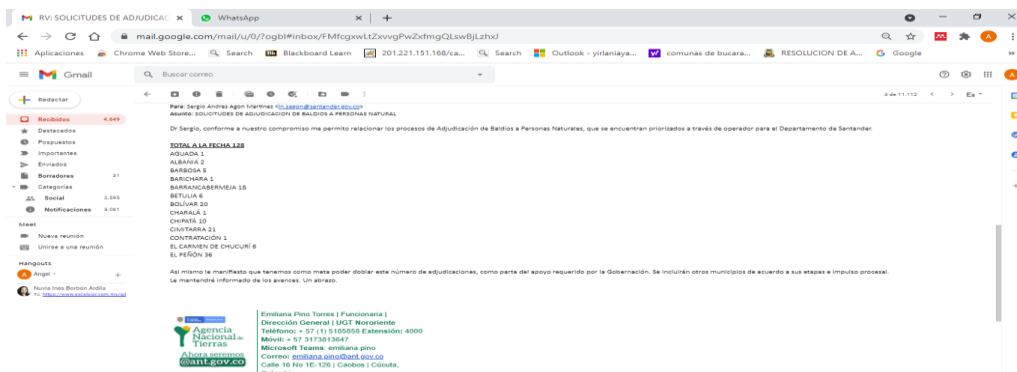 RV: SOLICITUDES DE ADJUDICAC
WhatsApp
mail.google.com/mail/u/0/?ogbl#inbox/FMfcgxwLtZxvvgPwZxfmgQLswBjLzhxJ
Aplicaciones
Chrome Web Store...
Search
Blackboard Learn
201.221.151.168/ca...
Search
Outlook - yirlaniaya...
comunas de bucara...
RESOLUCION DE A...
Google
Gmail
Buscar correo
Redactar
3 de 11.112
Es
Recibidos 4.649
Destacados
Pospuestos
Importantes
Enviados
Borradores 21
Categorías
Social
Notificaciones
Meet
Nueva reunión
Unirse a una reunión
Hangouts
Angel
Nuvia Ines Borbon Ardila
Para: Sergio Andres Agon Martinez <ln.sagon@santander.gov.co>
Asunto: SOLICITUDES DE ADJUDICACION DE BALDIOS A PERSONAS NATURAL
Dr Sergio, conforme a nuestro compromiso me permito relacionar los procesos de Adjudicación de Baldios a Personas Naturales, que se encuentran priorizados a través de operador para el Departamento de Santander.
TOTAL A LA FECHA 128
AGUADA 1
ALBANIA 2
BARBOSA 5
BARICHARA 1
BARRANCABERMEJA 18
BETULIA 6
BOLÍVAR 20
CHARALÁ 1
CHIPATÁ 10
CIMITARRA 21
CONTRATACIÓN 1
EL CARMEN DE CHUCURÍ 6
EL PEÑÓN 36
Asi mismo le manifiesto que tenemos como mata poder doblar este número de adjudicaciones, como parte del apoyo requerido por la Gobernación. Se incluirán otros municipios de acuerdo a sus etapas e impulso procesal.
Le mantendré informado de los avances. Un abrazo.
Agencia
Nacional de
Tierras
Ahora seremos
@ant.gov.co
Emiliana Pino Torres | Funcionaria |
Dirección General | UGT Nororiente
Teléfono: + 57 (1) 5185858 Extensión: 4000
Móvil: + 57 3173813647
Microsoft Teams: emiliana.pino
Correo: emiliana.pino@ant.gov.co
Calle 16 No 1E-126 | Caobos | Cúcuta,